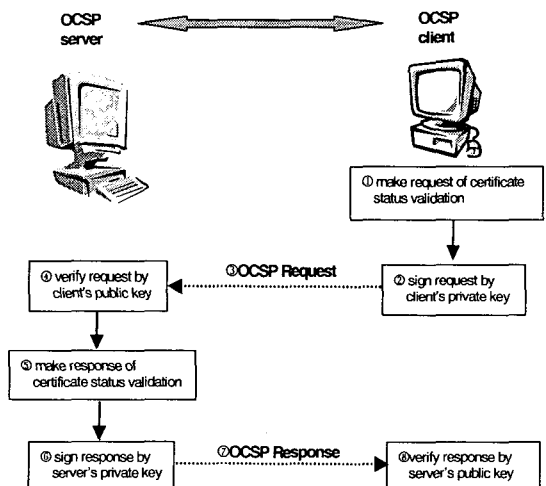 OCSP
server
OCSP
client
① make request of certificate
status validation
② sign request by
client's private key
③OCSP Request
④ verify request by
client's public key
⑤ make response of
certificate status validation
⑥ sign response by
server's private key
⑦OCSP Response
⑧verify response by
server's public key